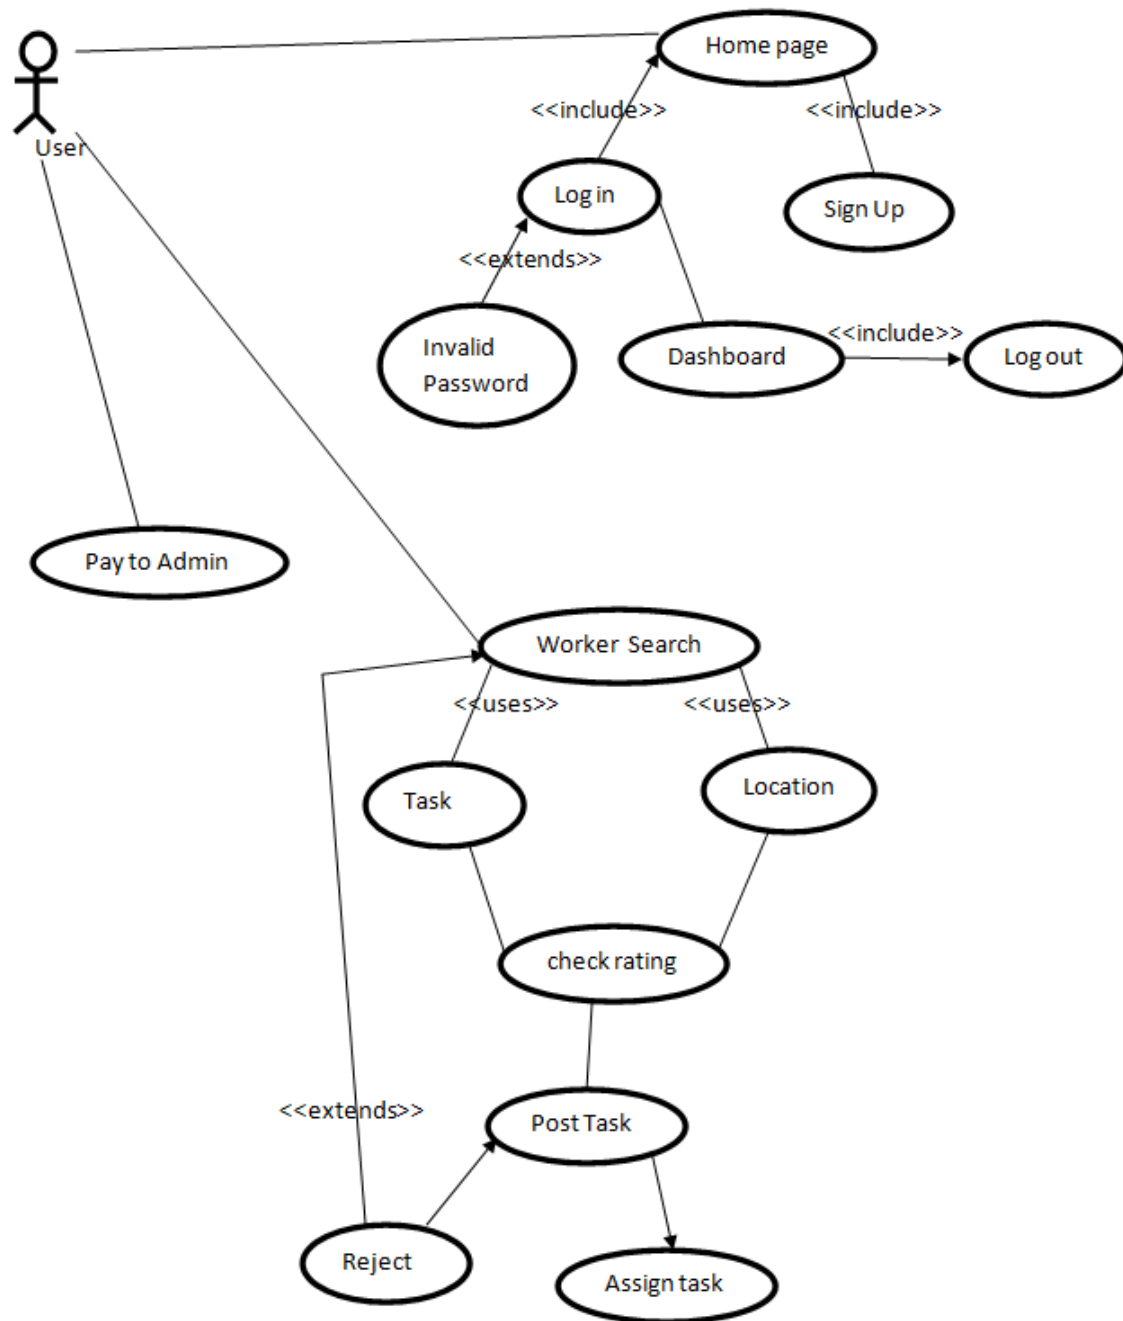 Home page
<<include>>
<<include>>
User
Log in
Sign Up
<<extends>>
Invalid
Password
Dashboard
<<include>>
Log out
Pay to Admin
Worker Search
<<uses>>
<<uses>>
Task
Location
check rating
<<extends>>
Post Task
Reject
Assign task